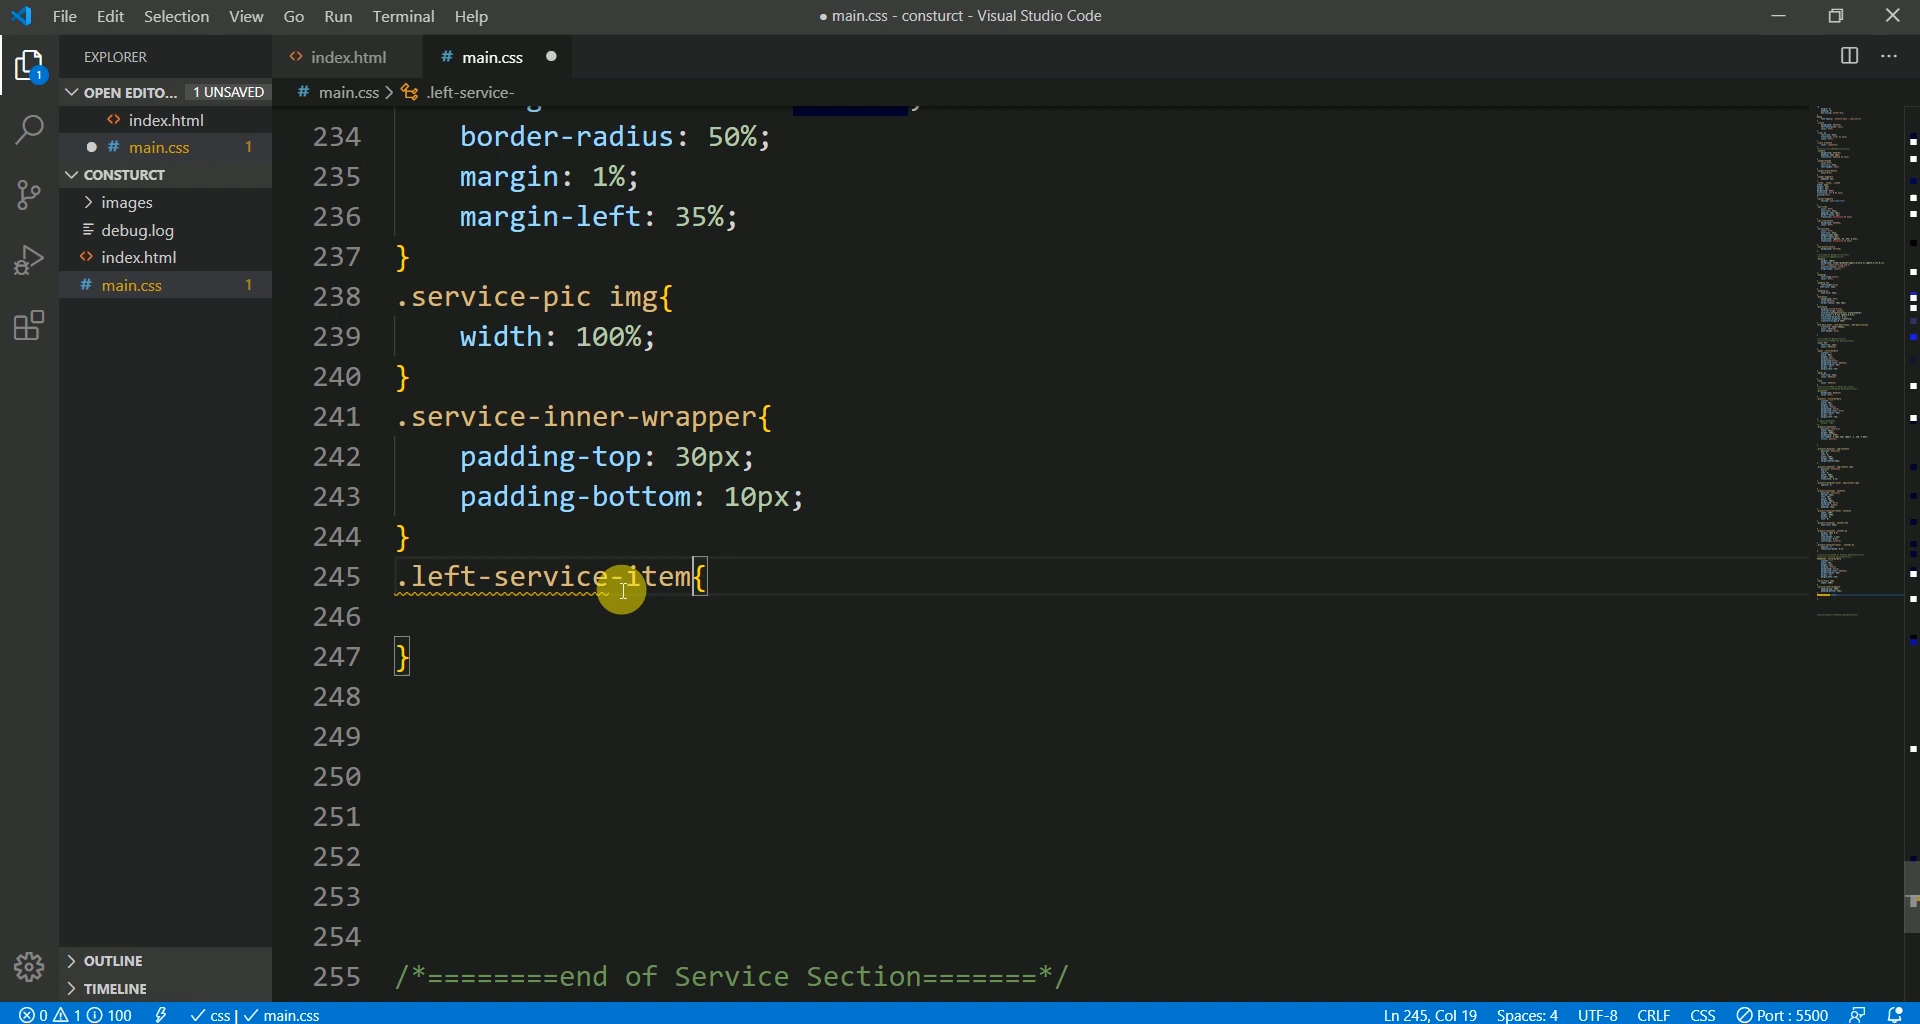 File Edit Selection View Go Run Terminal Help
● main.css - consturct - Visual Studio Code
EXPLORER
index.html
# main.css ●
OPEN EDITO... 1 UNSAVED
# main.css > .left-service-
1
index.html
# main.css 1
CONSTURCT
images
debug.log
index.html
# main.css 1
234 border-radius: 50%;
235 margin: 1%;
236 margin-left: 35%;
237 }
238 .service-pic img{
239 width: 100%;
240 }
241 .service-inner-wrapper{
242 padding-top: 30px;
243 padding-bottom: 10px;
244 }
245 .left-service-item{
246
247 }
248
249
250
251
252
253
254
255 /*========end of Service Section=======*/
OUTLINE
TIMELINE
0 1 100 css | main.css
Ln 245, Col 19 Spaces: 4 UTF-8 CRLF CSS Port : 5500